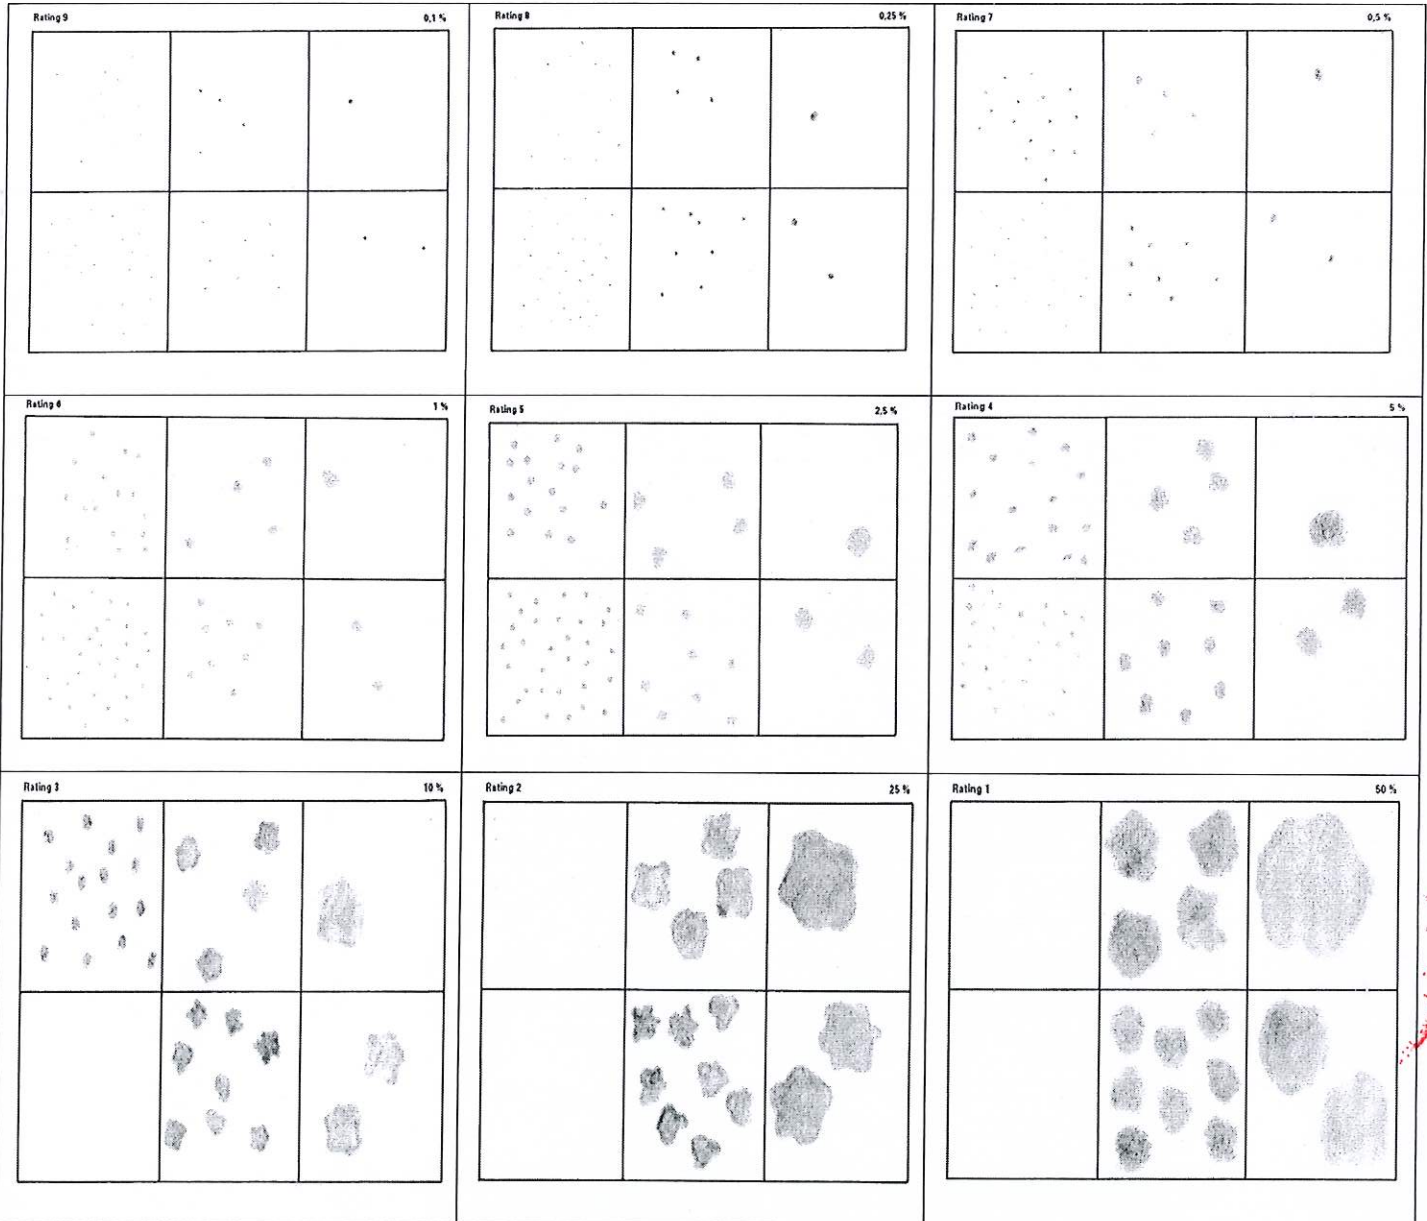 Rating 9 0,1 %
Rating 8 0,25 %
Rating 7 0,5 %
Rating 6 1 %
Rating 5 2,5 %
Rating 4 5 %
Rating 3 10 %
Rating 2 25 %
Rating 1 50 %